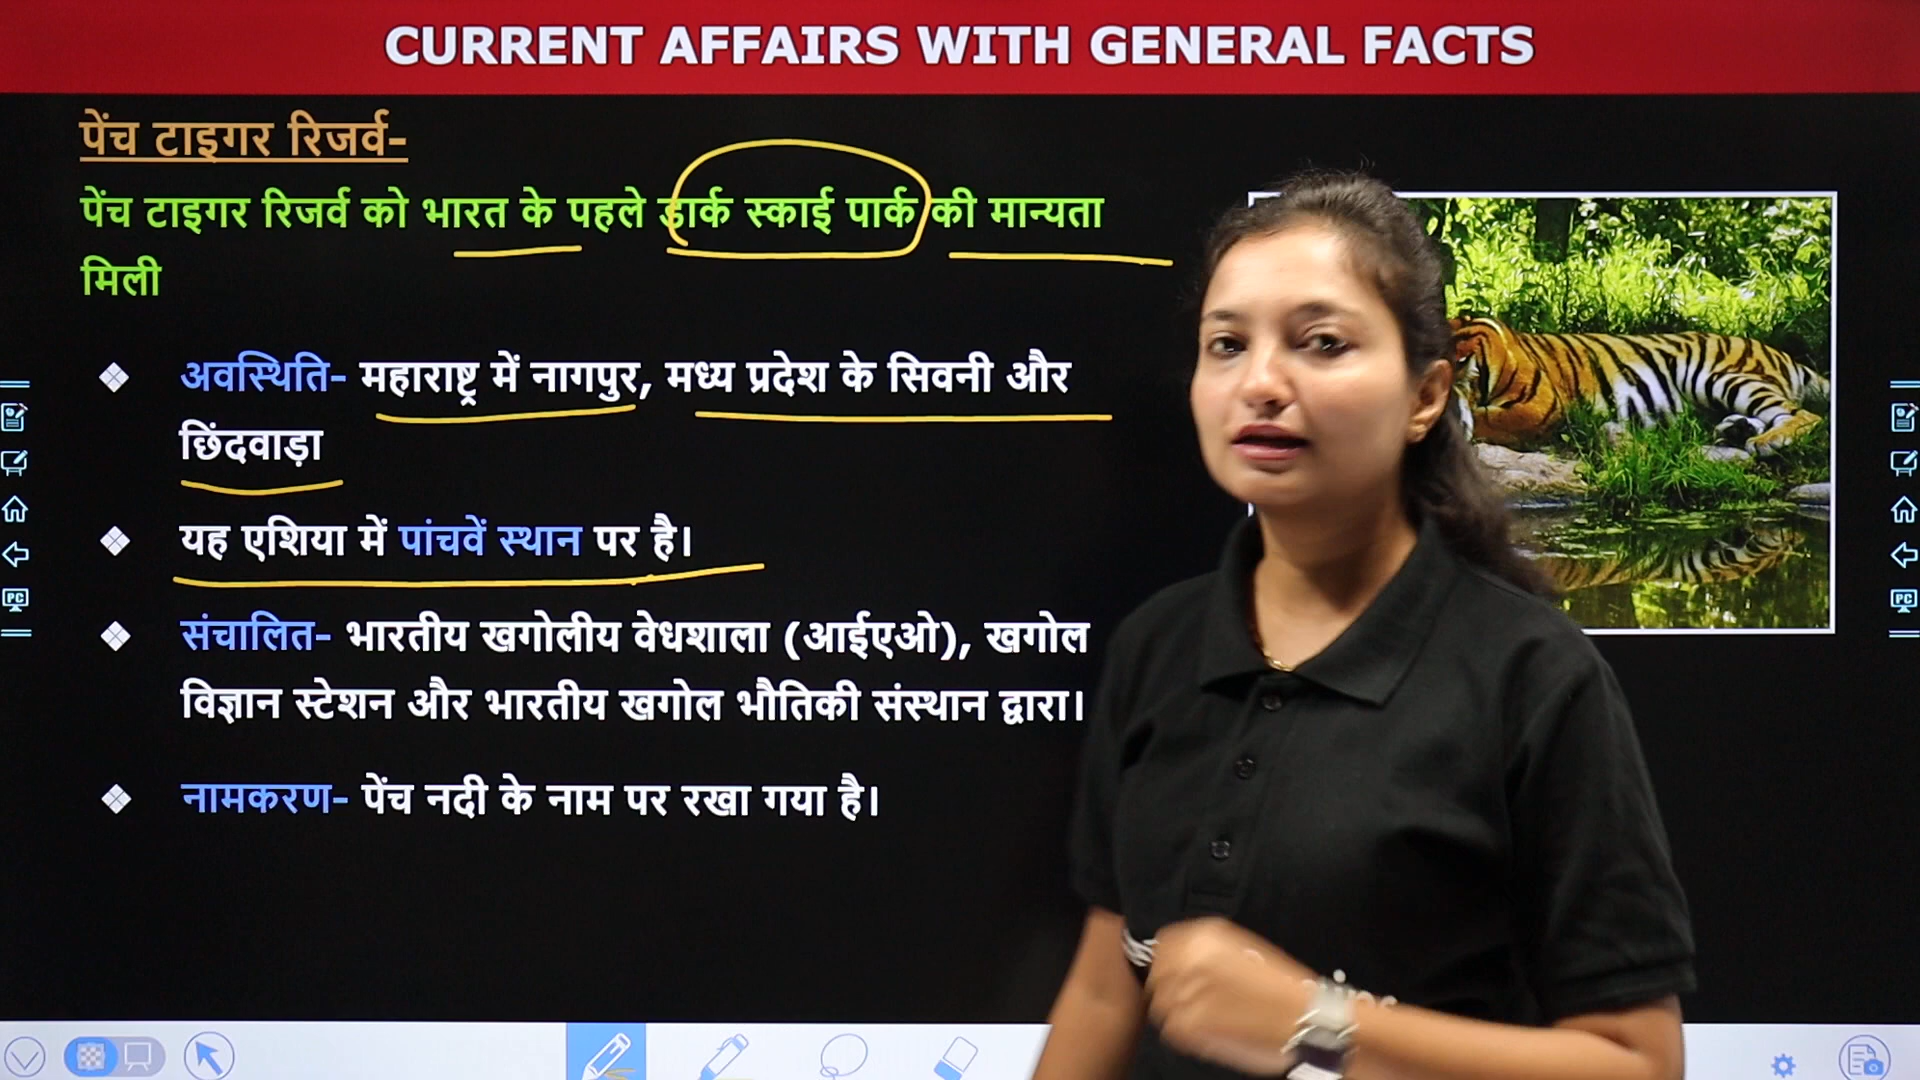 CURRENT AFFAIRS WITH GENERAL FACTS
पेंच टाइगर रिजर्व-
पेंच टाइगर रिजर्व को भारत के पहले डार्क स्काई पार्क की मान्यता
मिली
❖ अवस्थिति- महाराष्ट्र में नागपुर, मध्य प्रदेश के सिवनी और
छिंदवाड़ा
❖ यह एशिया में पांचवें स्थान पर है।
❖ संचालित- भारतीय खगोलीय वेधशाला (आईएओ), खगोल
विज्ञान स्टेशन और भारतीय खगोल भौतिकी संस्थान द्वारा।
❖ नामकरण- पेंच नदी के नाम पर रखा गया है।
PC
PC